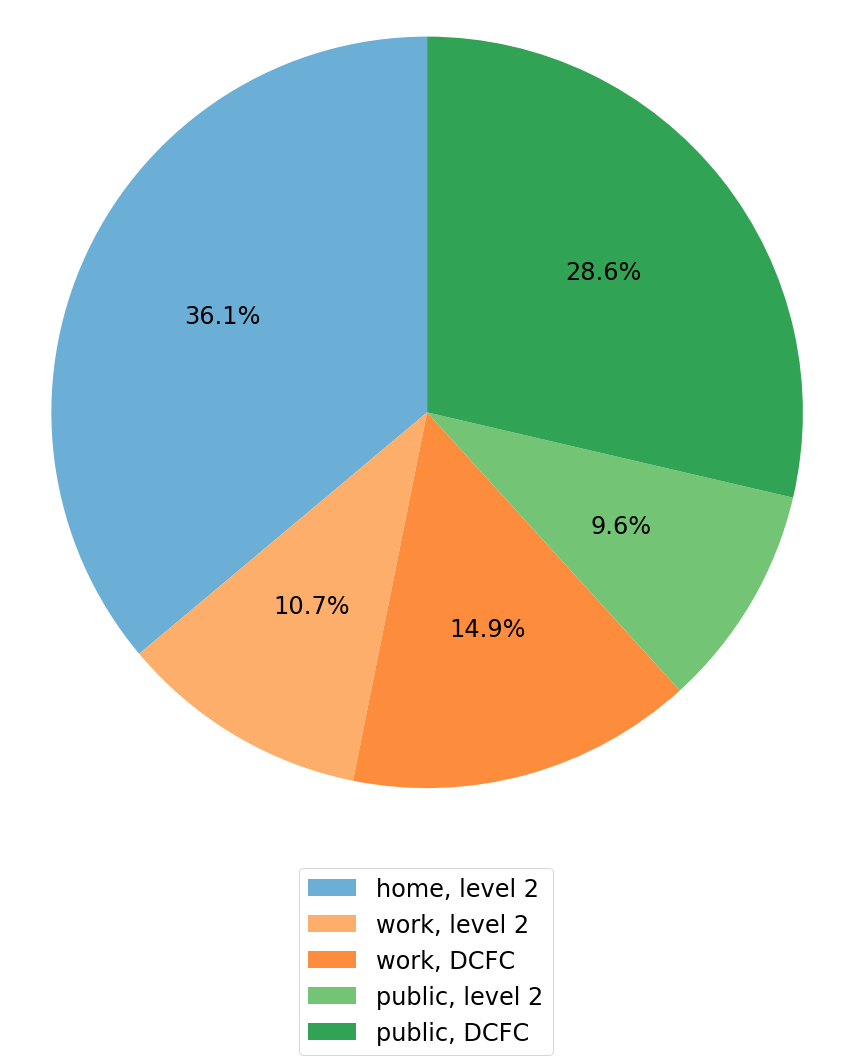 28.6%
36.1%
9.6%
10.7%
14.9%
home, level 2
work, level 2
work, DCFC
public, level 2
public, DCFC